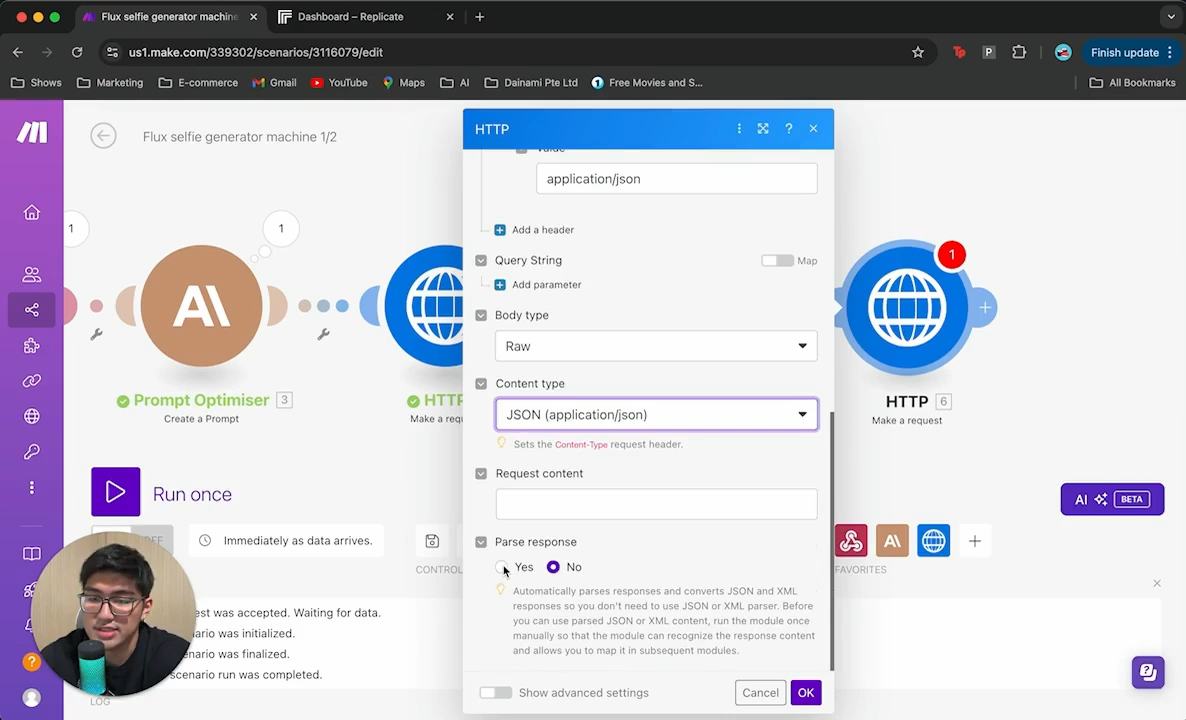 Flux selfie generator machine
Dashboard – Replicate
us1.make.com/339302/scenarios/3116079/edit
Finish update
Shows
Marketing
E-commerce
Gmail
YouTube
Maps
AI
Dainami Pte Ltd
Free Movies and S...
All Bookmarks
Flux selfie generator machine 1/2
HTTP
?
Value
application/json
Add a header
Query String
Map
Add parameter
Body type
Raw
Content type
JSON (application/json)
Sets the Content-Type request header.
Request content
Parse response
Yes
No
Automatically parses responses and converts JSON and XML
responses so you don't need to use JSON or XML parser. Before
you can use parsed JSON or XML content, run the module once
manually so that the module can recognize the response content
and allows you to map it in subsequent modules.
Show advanced settings
Cancel
OK
1
1
Prompt Optimiser 3
Create a Prompt
HTTP
Make a requ
1
HTTP 6
Make a request
Run once
Immediately as data arrives.
CONTROL
AI BETA
FAVORITES
est was accepted. Waiting for data.
nario was initialized.
nario was finalized.
cenario run was completed.
LOG
?